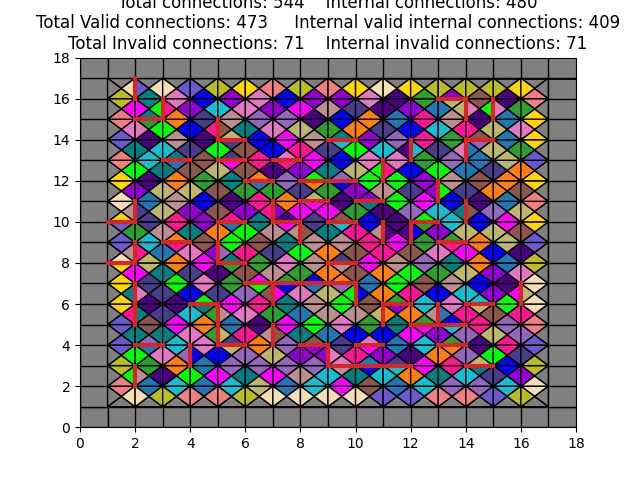 Total connections: 544    Internal connections: 480
Total Valid connections: 473     Internal valid internal connections: 409
Total Invalid connections: 71    Internal invalid connections: 71
18
16
14
12
10
8
6
4
2
0
0 2 4 6 8 10 12 14 16 18